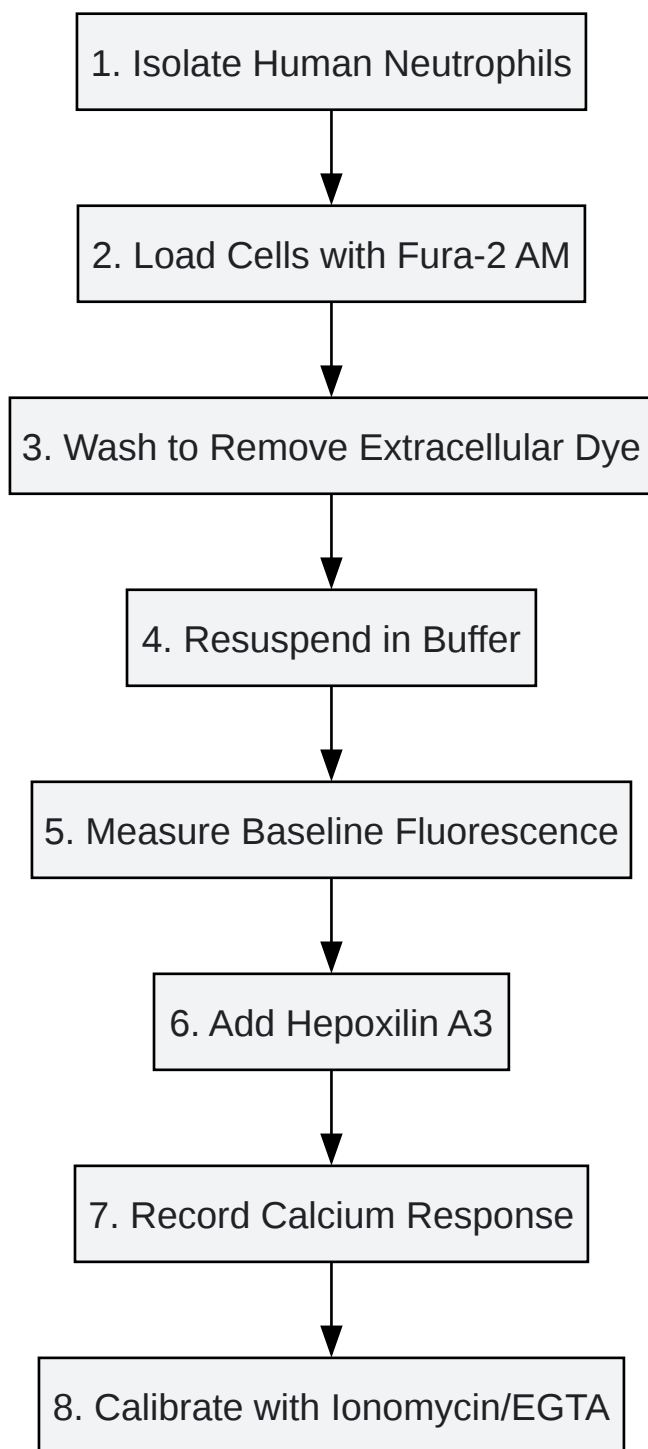 1. Isolate Human Neutrophils
2. Load Cells with Fura-2 AM
3. Wash to Remove Extracellular Dye
4. Resuspend in Buffer
5. Measure Baseline Fluorescence
6. Add Hepoxilin A3
7. Record Calcium Response
8. Calibrate with Ionomycin/EGTA